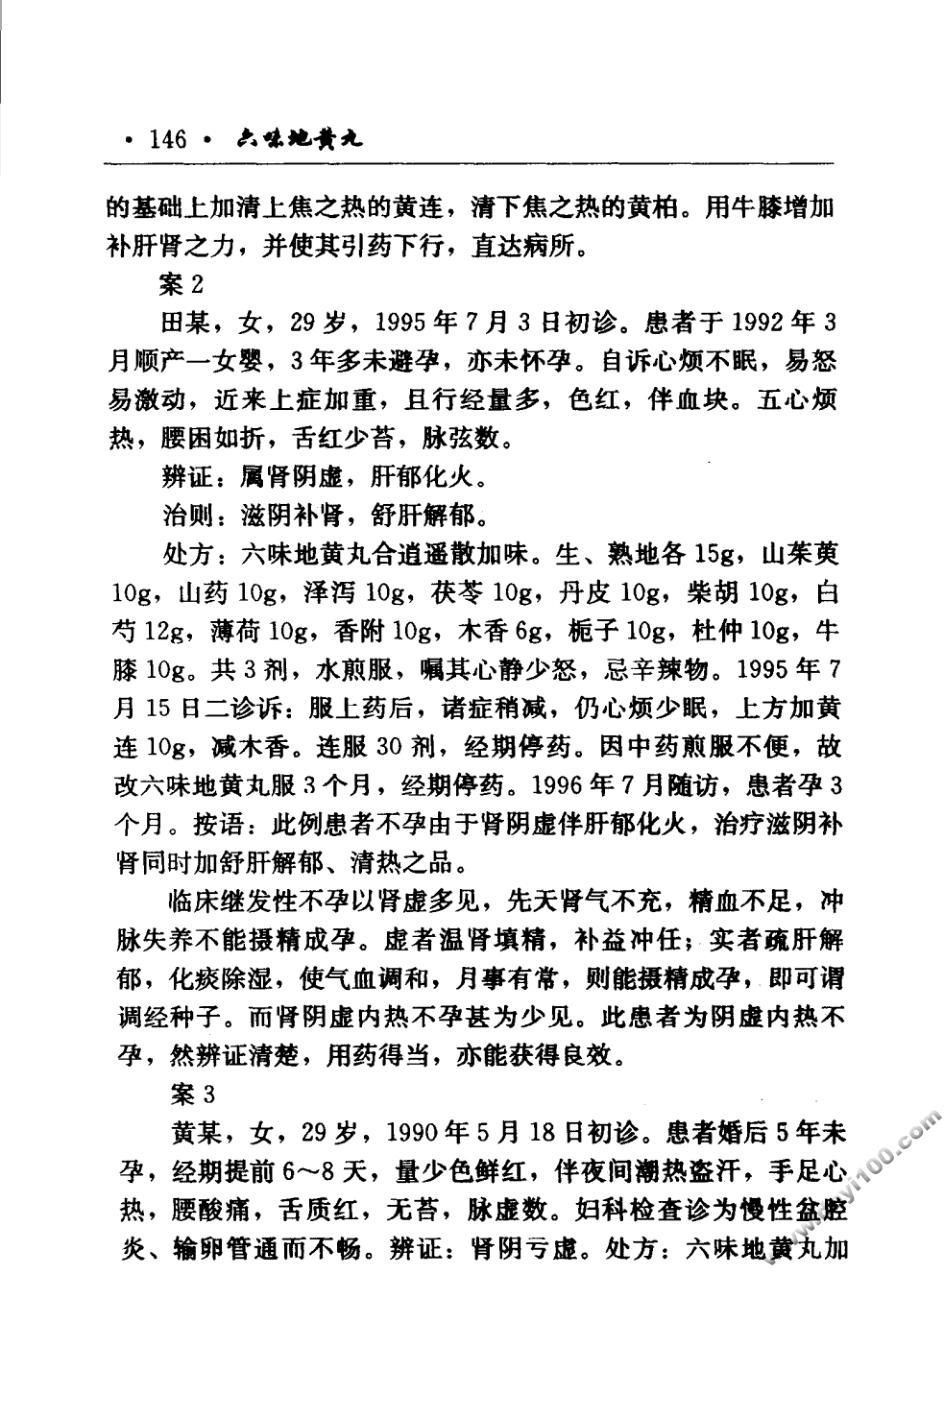 · 146 · 六味地黄丸
的基础上加清上焦之热的黄连，清下焦之热的黄柏。用牛膝增加
补肝肾之力，并使其引药下行，直达病所。
案 2
田某，女，29 岁，1995 年 7 月 3 日初诊。患者于 1992 年 3
月顺产一女婴，3 年多未避孕，亦未怀孕。自诉心烦不眠，易怒
易激动，近来上症加重，且行经量多，色红，伴血块。五心烦
热，腰困如折，舌红少苔，脉弦数。
辨证：属肾阴虚，肝郁化火。
治则：滋阴补肾，舒肝解郁。
处方：六味地黄丸合逍遥散加味。生、熟地各 15g，山茱萸
10g，山药 10g，泽泻 10g，茯苓 10g，丹皮 10g，柴胡 10g，白
芍 12g，薄荷 10g，香附 10g，木香 6g，栀子 10g，杜仲 10g，牛
膝 10g。共 3 剂，水煎服，嘱其心静少怒，忌辛辣物。1995 年 7
月 15 日二诊诉：服上药后，诸症稍减，仍心烦少眠，上方加黄
连 10g，减木香。连服 30 剂，经期停药。因中药煎服不便，故
改六味地黄丸服 3 个月，经期停药。1996 年 7 月随访，患者孕 3
个月。按语：此例患者不孕由于肾阴虚伴肝郁化火，治疗滋阴补
肾同时加舒肝解郁、清热之品。
临床继发性不孕以肾虚多见，先天肾气不充，精血不足，冲
脉失养不能摄精成孕。虚者温肾填精，补益冲任；实者疏肝解
郁，化痰除湿，使气血调和，月事有常，则能摄精成孕，即可谓
调经种子。而肾阴虚内热不孕甚为少见。此患者为阴虚内热不
孕，然辨证清楚，用药得当，亦能获得良效。
案 3
黄某，女，29 岁，1990 年 5 月 18 日初诊。患者婚后 5 年未
孕，经期提前 6～8 天，量少色鲜红，伴夜间潮热盗汗，手足心
热，腰酸痛，舌质红，无苔，脉虚数。妇科检查诊为慢性盆腔
炎、输卵管通而不畅。辨证：肾阴亏虚。处方：六味地黄丸加